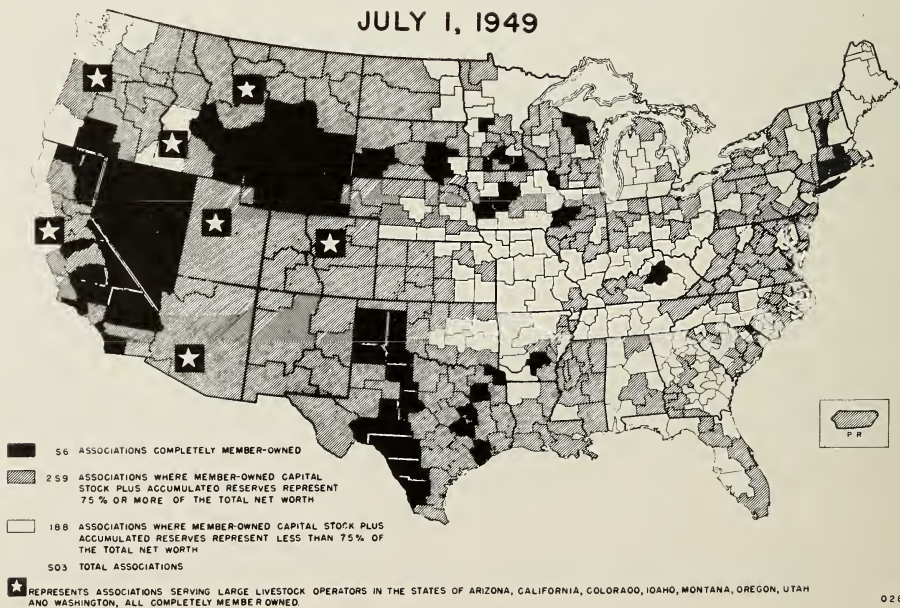 JULY 1, 1949
56 ASSOCIATIONS COMPLETELY MEMBER-OWNED
259 ASSOCIATIONS WHERE MEMBER-OWNED CAPITAL
STOCK PLUS ACCUMULATED RESERVES REPRESENT
75% OR MORE OF THE TOTAL NET WORTH
188 ASSOCIATIONS WHERE MEMBER-OWNED CAPITAL STOCK PLUS
ACCUMULATED RESERVES REPRESENT LESS THAN 75% OF
THE TOTAL NET WORTH
503 TOTAL ASSOCIATIONS
REPRESENTS ASSOCIATIONS SERVING LARGE LIVESTOCK OPERATORS IN THE STATES OF ARIZONA, CALIFORNIA, COLORADO, IDAHO, MONTANA, OREGON, UTAH
AND WASHINGTON, ALL COMPLETELY MEMBER OWNED.
P R